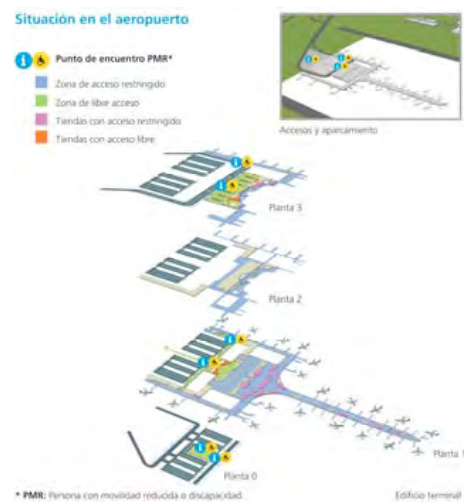 Situación en el aeropuerto
Punto de encuentro PMR*
Zona de acceso restringido
Zona de libre acceso
Tiendas con acceso restringido
Tiendas con acceso libre
Accesos y aparcamiento
Planta 3
Planta 2
Planta 1
Planta 0
* PMR: Persona con movilidad reducida o discapacidad.
Edificio terminal